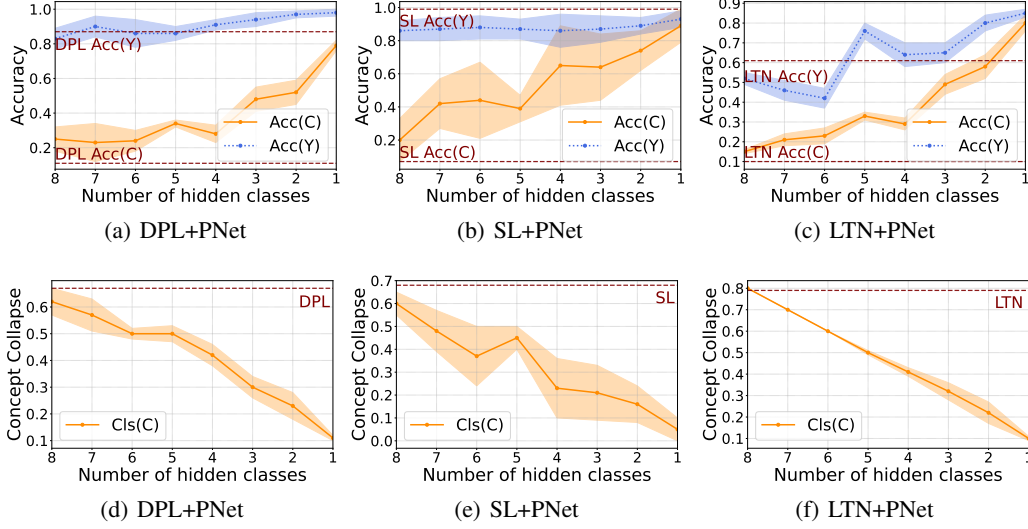 Accuracy
1.0
0.8
0.6
0.4
0.2
DPL Acc(Y)
DPL Acc(C)
Acc(C)
Acc(Y)
8 7 6 5 4 3 2 1
Number of hidden classes
(a) DPL+PNet
Accuracy
1.0
0.8
0.6
0.4
0.2
SL Acc(Y)
SL Acc(C)
Acc(C)
Acc(Y)
8 7 6 5 4 3 2 1
Number of hidden classes
(b) SL+PNet
Accuracy
0.9
0.8
0.7
0.6
0.5
0.4
0.3
0.2
0.1
LTN Acc(Y)
LTN Acc(C)
Acc(C)
Acc(Y)
8 7 6 5 4 3 2 1
Number of hidden classes
(c) LTN+PNet
Concept Collapse
0.6
0.5
0.4
0.3
0.2
0.1
DPL
Cls(C)
8 7 6 5 4 3 2 1
Number of hidden classes
(d) DPL+PNet
Concept Collapse
0.7
0.6
0.5
0.4
0.3
0.2
0.1
0.0
SL
Cls(C)
8 7 6 5 4 3 2 1
Number of hidden classes
(e) SL+PNet
Concept Collapse
0.8
0.7
0.6
0.5
0.4
0.3
0.2
0.1
LTN
Cls(C)
8 7 6 5 4 3 2 1
Number of hidden classes
(f) LTN+PNet